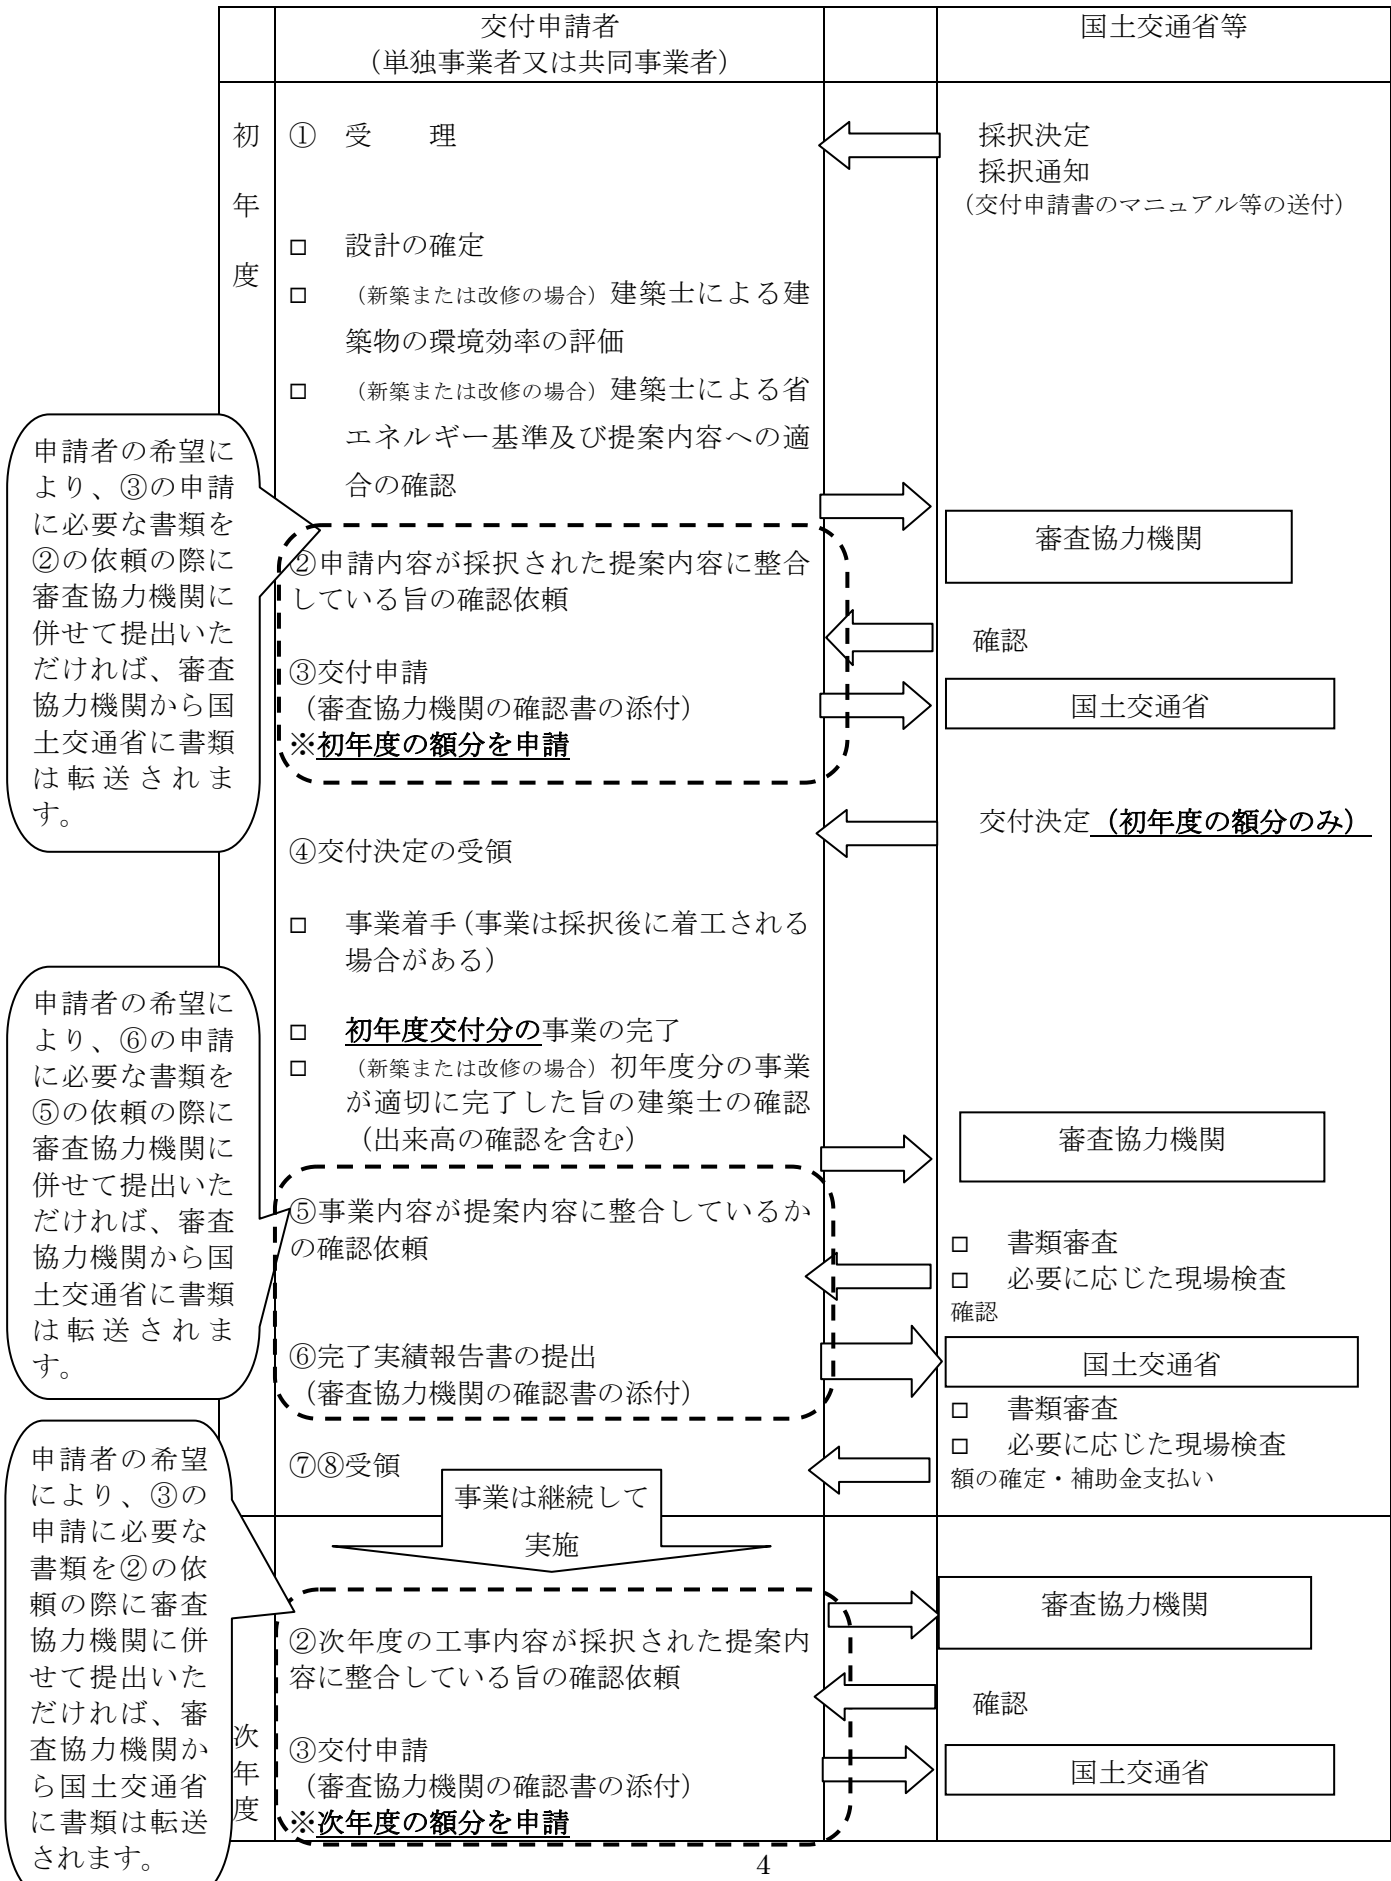 交付申請者
（単独事業者又は共同事業者）
国土交通省等
初
年
度
① 受　　理
採択決定
採択通知
（交付申請書のマニュアル等の送付）
□ 設計の確定
□ （新築または改修の場合）建築士による建
築物の環境効率の評価
□ （新築または改修の場合）建築士による省
エネルギー基準及び提案内容への適
合の確認
申請者の希望に
より、③の申請
に必要な書類を
②の依頼の際に
審査協力機関に
併せて提出いた
だければ、審査
協力機関から国
土交通省に書類
は転送されま
す。
審査協力機関
②申請内容が採択された提案内容に整合
している旨の確認依頼
確認
③交付申請
（審査協力機関の確認書の添付）
※初年度の額分を申請
国土交通省
交付決定（初年度の額分のみ）
④交付決定の受領
□ 事業着手（事業は採択後に着工される
場合がある）
□ 初年度交付分の事業の完了
□ （新築または改修の場合）初年度分の事業
が適切に完了した旨の建築士の確認
（出来高の確認を含む）
申請者の希望に
より、⑥の申請
に必要な書類を
⑤の依頼の際に
審査協力機関に
併せて提出いた
だければ、審査
協力機関から国
土交通省に書類
は転送されま
す。
審査協力機関
⑤事業内容が提案内容に整合しているか
の確認依頼
□ 書類審査
□ 必要に応じた現場検査
確認
⑥完了実績報告書の提出
（審査協力機関の確認書の添付）
国土交通省
□ 書類審査
□ 必要に応じた現場検査
額の確定・補助金支払い
⑦⑧受領
事業は継続して
実施
申請者の希望
により、③の
申請に必要な
書類を②の依
頼の際に審査
協力機関に併
せて提出いた
だければ、審
査協力機関か
ら国土交通省
に書類は転送
されます。
次
年
度
審査協力機関
②次年度の工事内容が採択された提案内
容に整合している旨の確認依頼
確認
③交付申請
（審査協力機関の確認書の添付）
※次年度の額分を申請
国土交通省
4